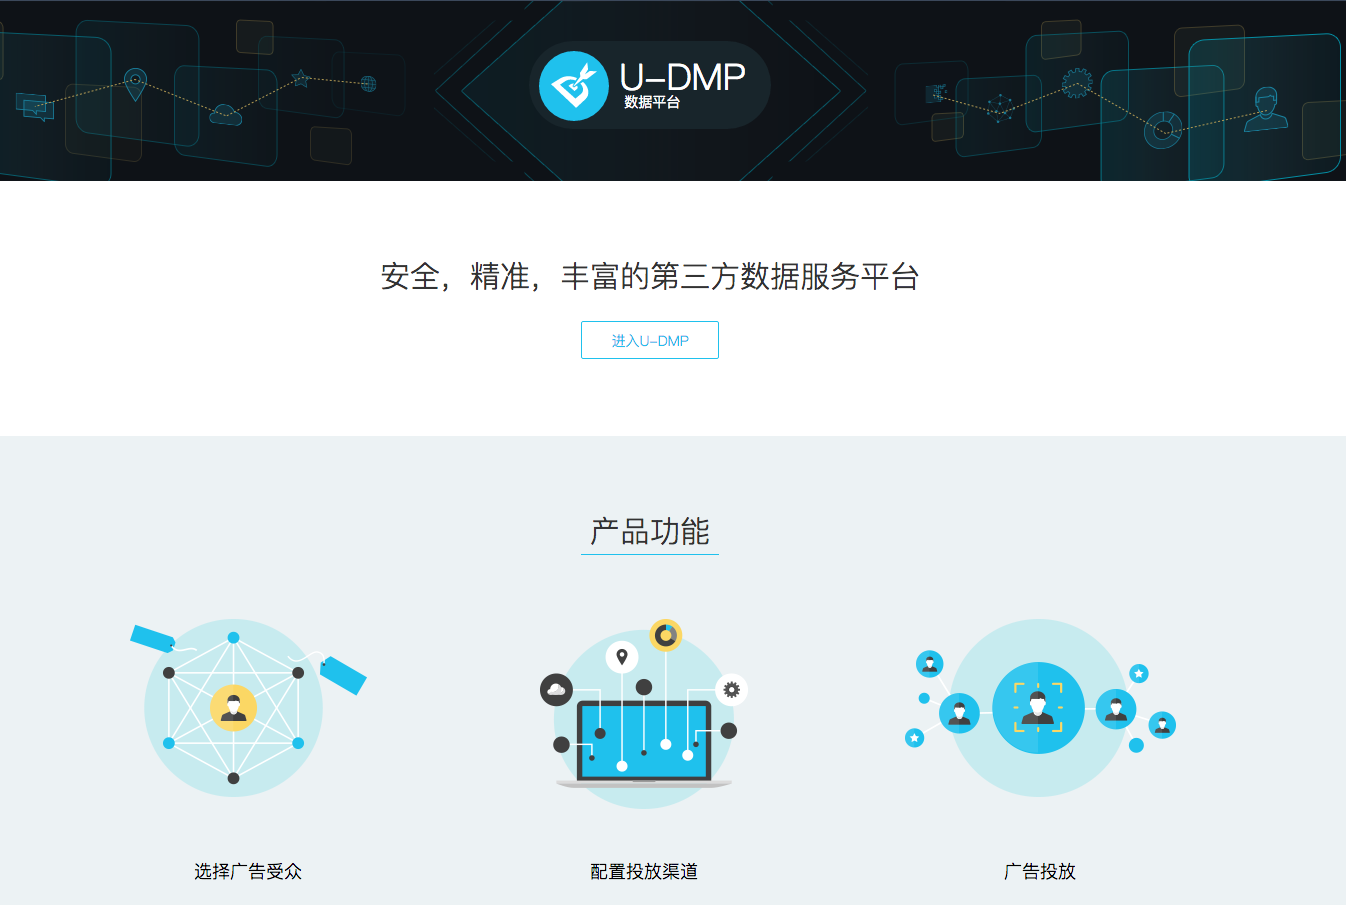 U-DMP
数据平台
安全，精准，丰富的第三方数据服务平台
进入U-DMP
产品功能
选择广告受众
配置投放渠道
广告投放